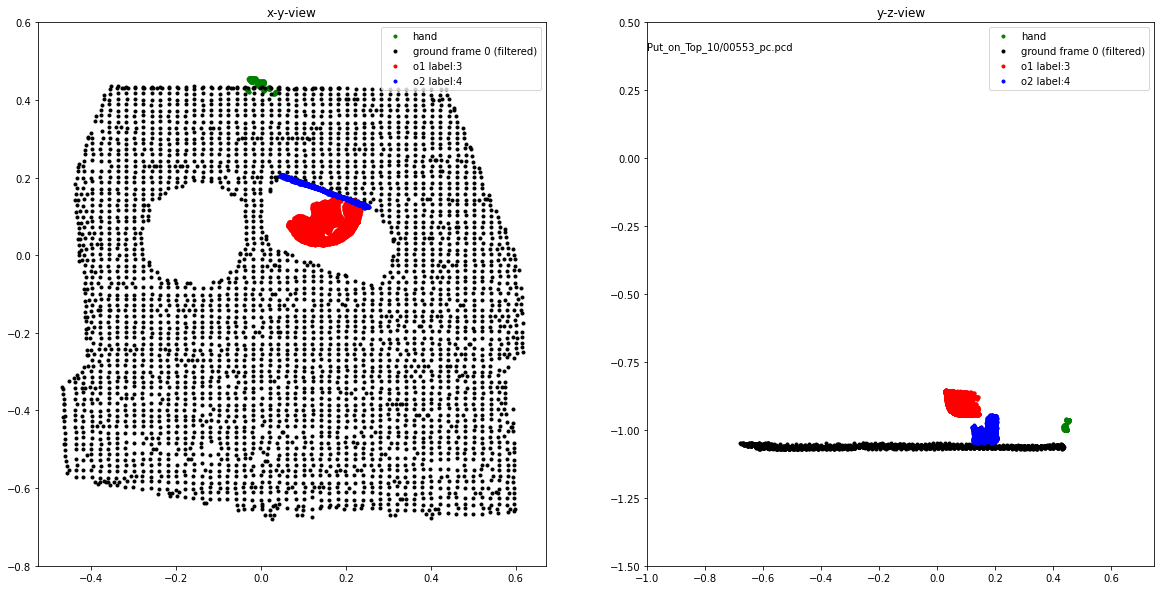 x-y-view
hand
ground frame 0 (filtered)
o1 label:3
o2 label:4
0.6
0.4
0.2
0.0
−0.2
−0.4
−0.6
−0.8
−0.4
−0.2
0.0
0.2
0.4
0.6
y-z-view
Put_on_Top_10/00553_pc.pcd
hand
ground frame 0 (filtered)
o1 label:3
o2 label:4
0.50
0.25
0.00
−0.25
−0.50
−0.75
−1.00
−1.25
−1.50
−1.0
−0.8
−0.6
−0.4
−0.2
0.0
0.2
0.4
0.6